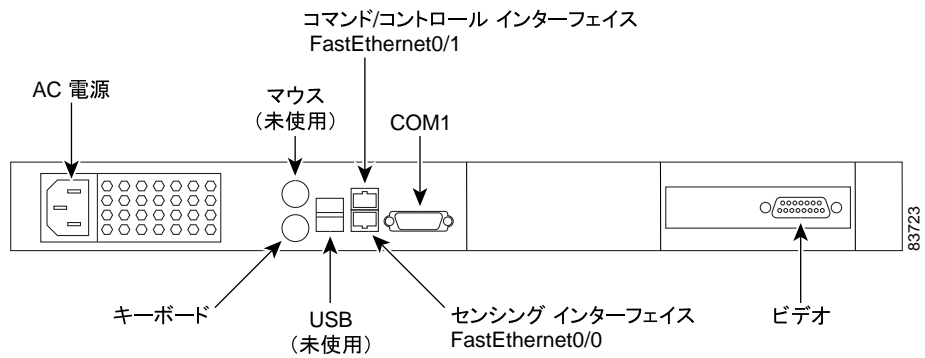 コマンド/コントロール インターフェイス
FastEthernet0/1
AC 電源
マウス
（未使用）
COM1
83723
キーボード
USB
（未使用）
センシング インターフェイス
FastEthernet0/0
ビデオ